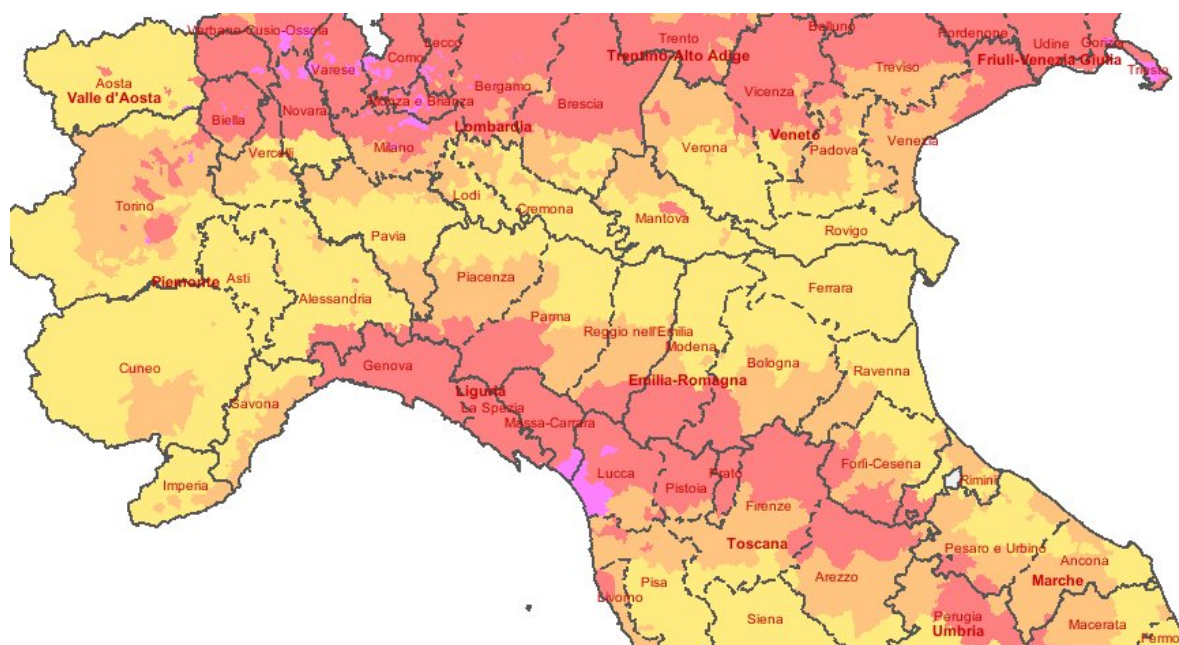 Verbano-Cusio-Ossola
Lecco
Trento
Belluno
Pordenone
Gorizia
Como
Trentino-Alto Adige
Udine
Friuli-Venezia Giulia
Varese
Treviso
Trieste
Aosta
Bergamo
Valle d'Aosta
Vicenza
Monza e Brianza
Brescia
Novara
Biella
Lombardia
Veneto
Venezia
Milano
Verona
Padova
Vercelli
Lodi
Torino
Cremona
Mantova
Rovigo
Pavia
Piacenza
Asti
Piemonte
Ferrara
Alessandria
Parma
Reggio nell'Emilia
Modena
Cuneo
Genova
Bologna
Ravenna
Emilia-Romagna
Liguria
Savona
La Spezia
Massa-Carrara
Forlì-Cesena
Lucca
Prato
Rimini
Imperia
Pistoia
Firenze
Toscana
Pesaro e Urbino
Ancona
Arezzo
Pisa
Marche
Livorno
Siena
Perugia
Macerata
Umbria
Fermo